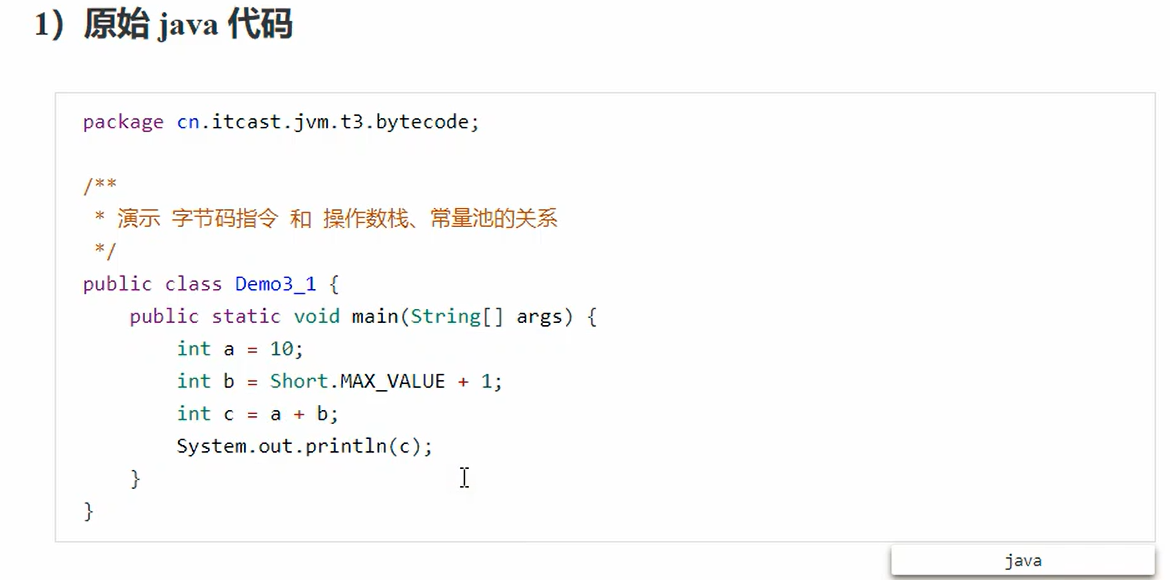 1）原始 java 代码
package cn.itcast.jvm.t3.bytecode;
/**
 * 演示 字节码指令 和 操作数栈、常量池的关系
 */
public class Demo3_1 {
    public static void main(String[] args) {
        int a = 10;
        int b = Short.MAX_VALUE + 1;
        int c = a + b;
        System.out.println(c);
    }
}
java